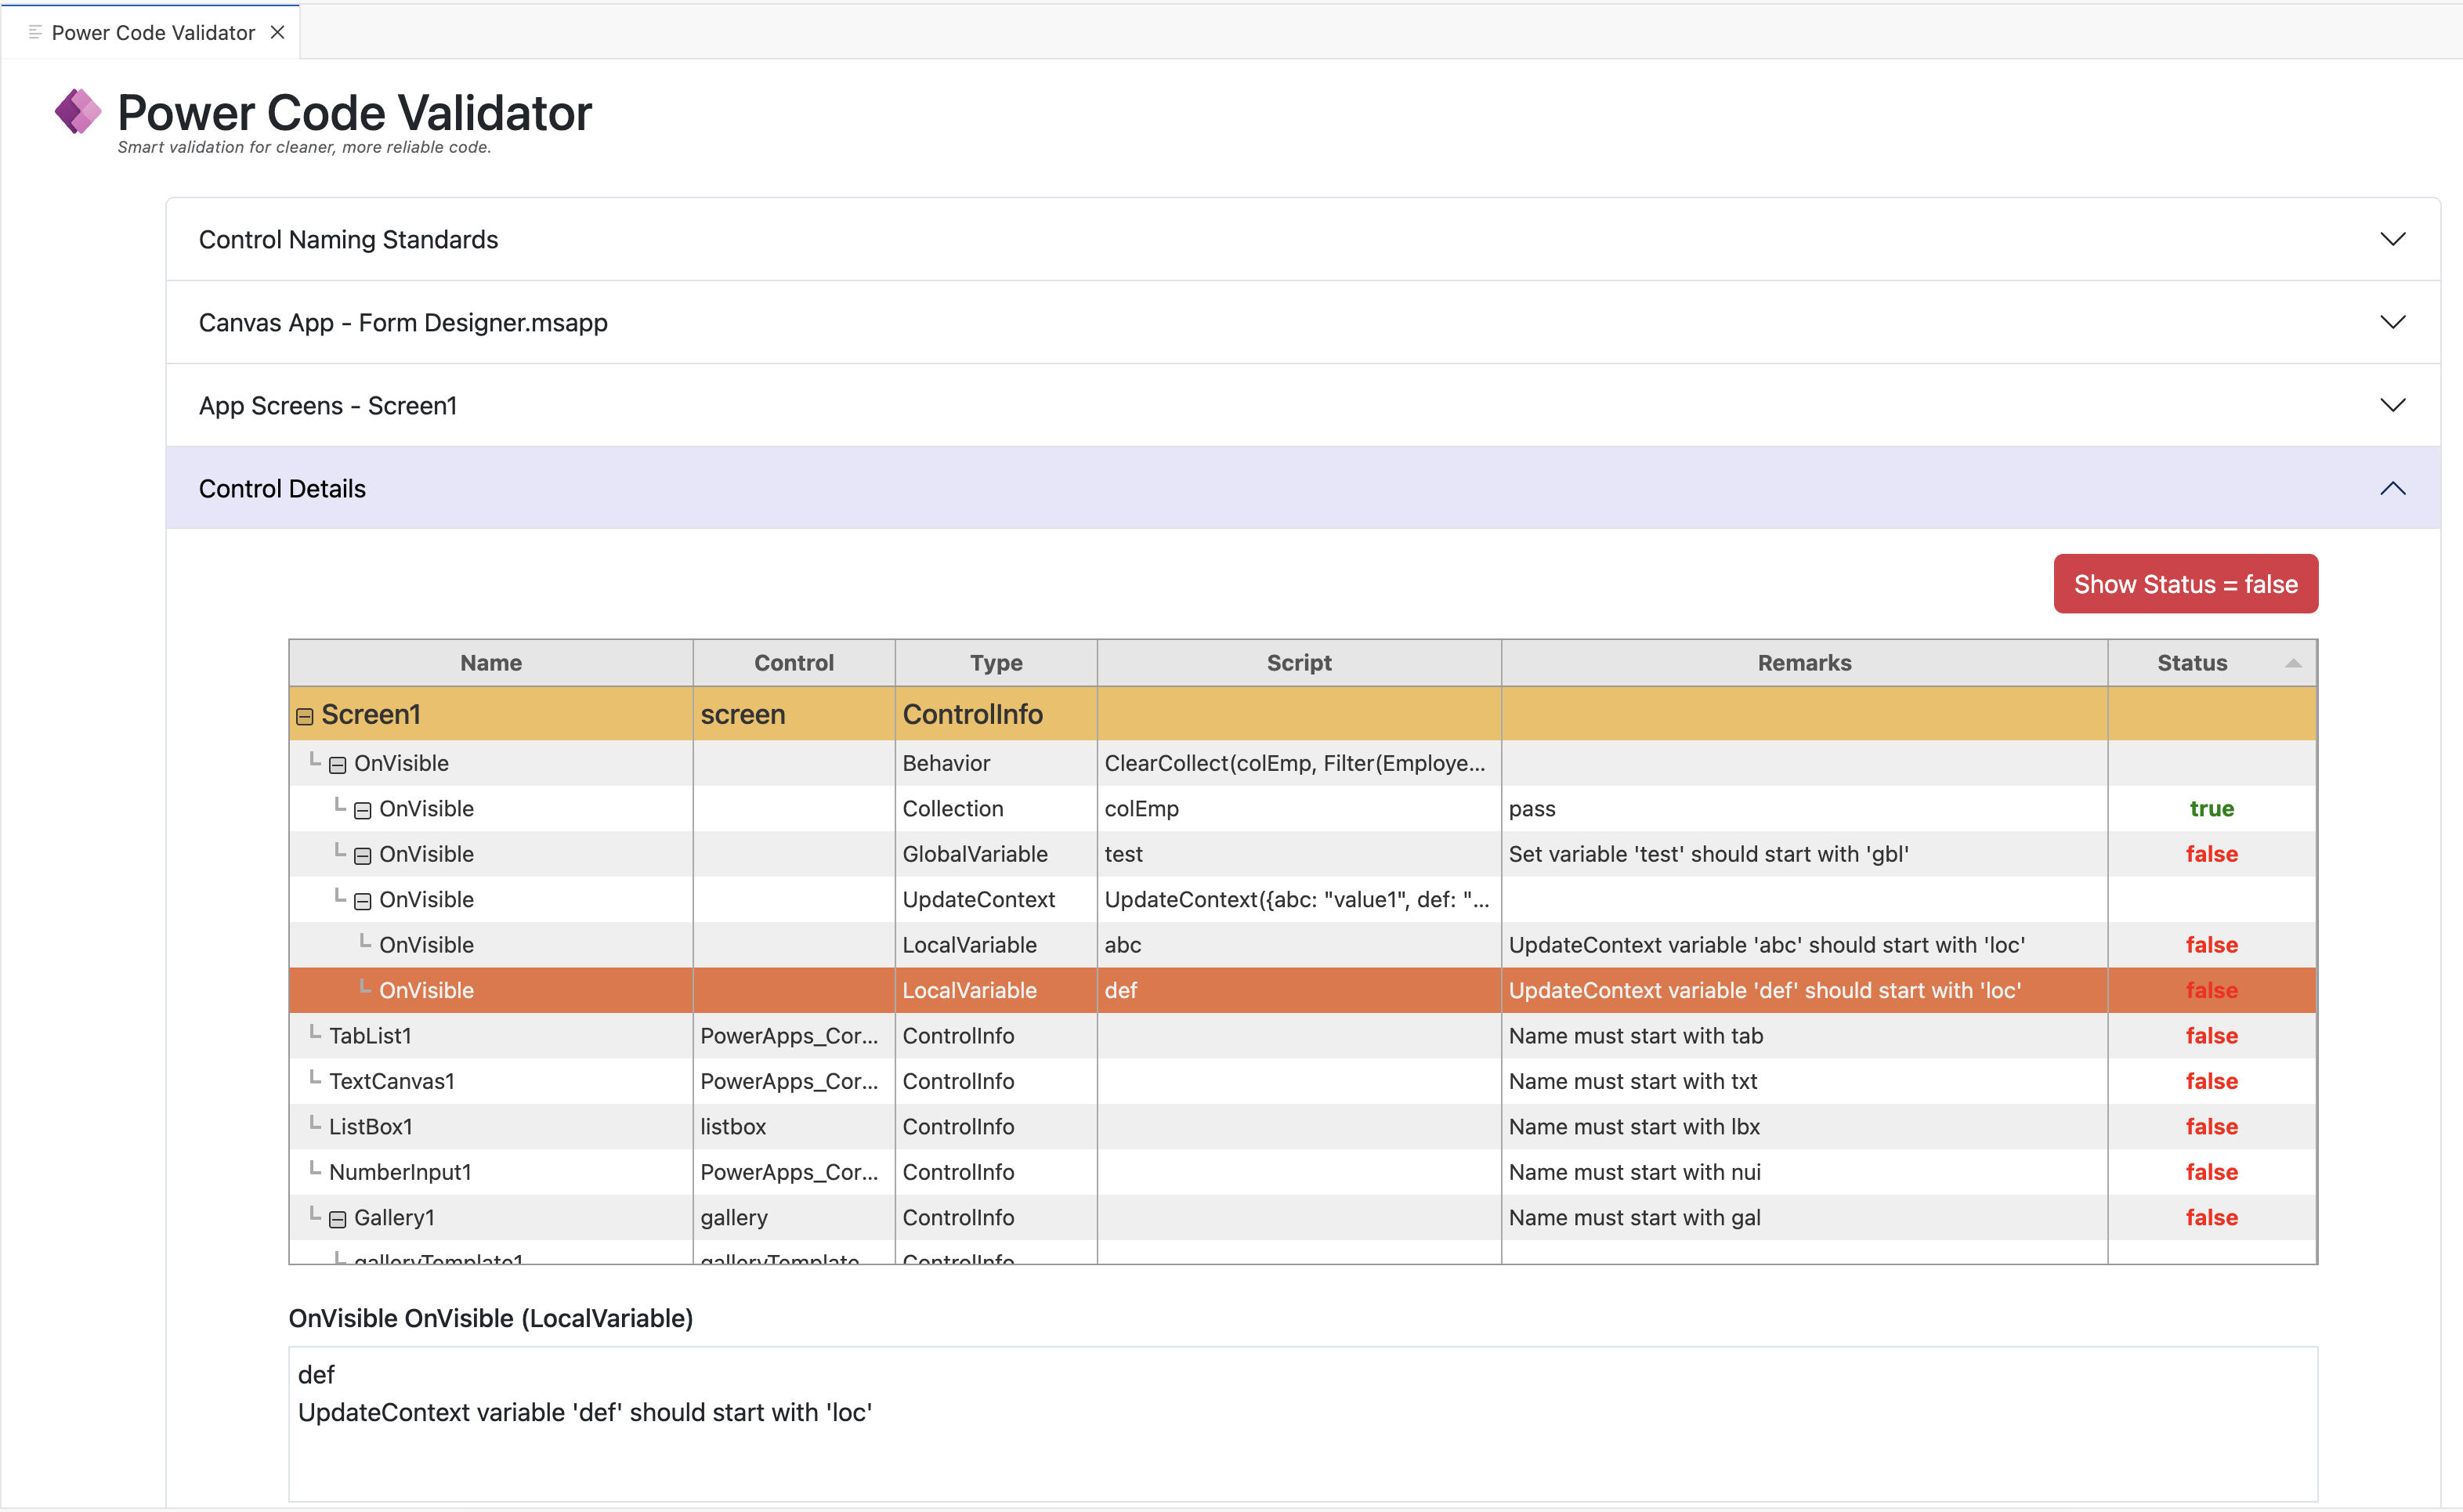 Power Code Validator
Power Code Validator
Smart validation for cleaner, more reliable code.
Control Naming Standards
Canvas App - Form Designer.msapp
App Screens - Screen1
Control Details
Show Status = false
Name Control Type Script Remarks Status
Screen1 screen ControlInfo
OnVisible Behavior ClearCollect(colEmp, Filter(Employe...
OnVisible Collection colEmp pass true
OnVisible GlobalVariable test Set variable 'test' should start with 'gbl' false
OnVisible UpdateContext UpdateContext({abc: "value1", def: "...
OnVisible LocalVariable abc UpdateContext variable 'abc' should start with 'loc' false
OnVisible LocalVariable def UpdateContext variable 'def' should start with 'loc' false
TabList1 PowerApps_Cor... ControlInfo Name must start with tab false
TextCanvas1 PowerApps_Cor... ControlInfo Name must start with txt false
ListBox1 listbox ControlInfo Name must start with lbx false
NumberInput1 PowerApps_Cor... ControlInfo Name must start with nui false
Gallery1 gallery ControlInfo Name must start with gal false
galleryTemplate1 galleryTemplate ControlInfo
OnVisible OnVisible (LocalVariable)
def
UpdateContext variable 'def' should start with 'loc'